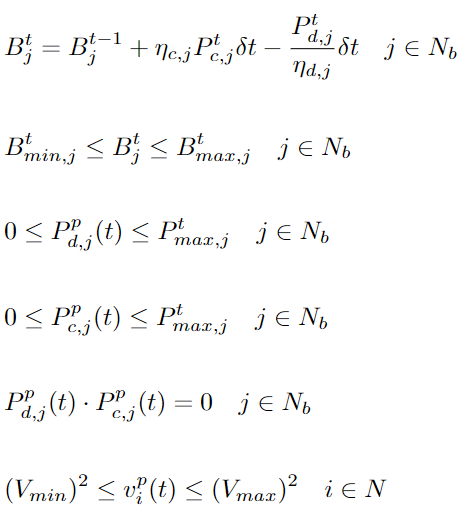 $B_j^t = B_j^{t-1} + \eta_{c,j} P_{c,j}^t \delta t - \frac{P_{d,j}^t}{\eta_{d,j}} \delta t \quad j \in N_b$
$B_{min,j}^t \leq B_j^t \leq B_{max,j}^t \quad j \in N_b$
$0 \leq P_{d,j}^p(t) \leq P_{max,j}^t \quad j \in N_b$
$0 \leq P_{c,j}^p(t) \leq P_{max,j}^t \quad j \in N_b$
$P_{d,j}^p(t) \cdot P_{c,j}^p(t) = 0 \quad j \in N_b$
$(V_{min})^2 \leq v_i^p(t) \leq (V_{max})^2 \quad i \in N$